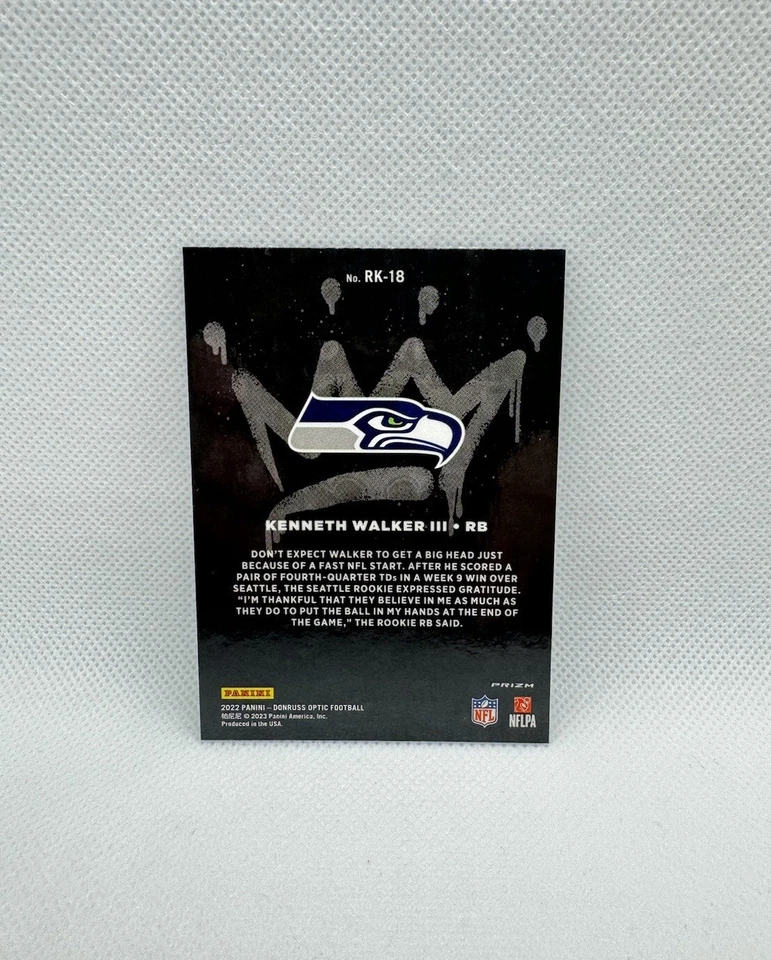 No. RK-18
KENNETH WALKER III • RB
DON'T EXPECT WALKER TO GET A BIG HEAD JUST
BECAUSE OF A FAST NFL START. AFTER HE SCORED A
PAIR OF FOURTH-QUARTER TDs IN A WEEK 9 WIN OVER
SEATTLE, THE SEATTLE ROOKIE EXPRESSED GRATITUDE.
"I'M THANKFUL THAT THEY BELIEVE IN ME AS MUCH AS
THEY DO TO PUT THE BALL IN MY HANDS AT THE END OF
THE GAME," THE ROOKIE RB SAID.
PRIZM
PANINI
2022 PANINI – DONRUSS OPTIC FOOTBALL
帕尼尼 © 2023 Panini America, Inc.
Produced in the USA.
NFL
NFLPA